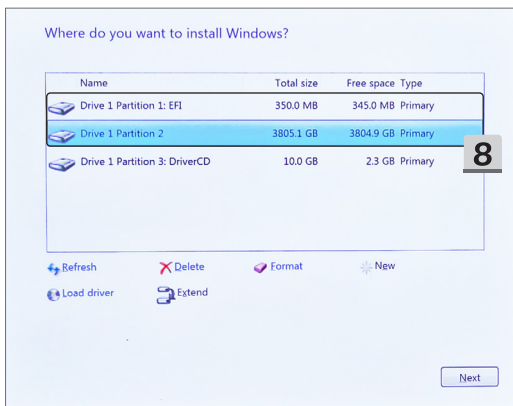 Where do you want to install Windows?
Name Total size Free space Type
Drive 1 Partition 1: EFI 350.0 MB 345.0 MB Primary
Drive 1 Partition 2 3805.1 GB 3804.9 GB Primary
Drive 1 Partition 3: DriverCD 10.0 GB 2.3 GB Primary
8
Refresh Delete Format New
Load driver Extend
Next